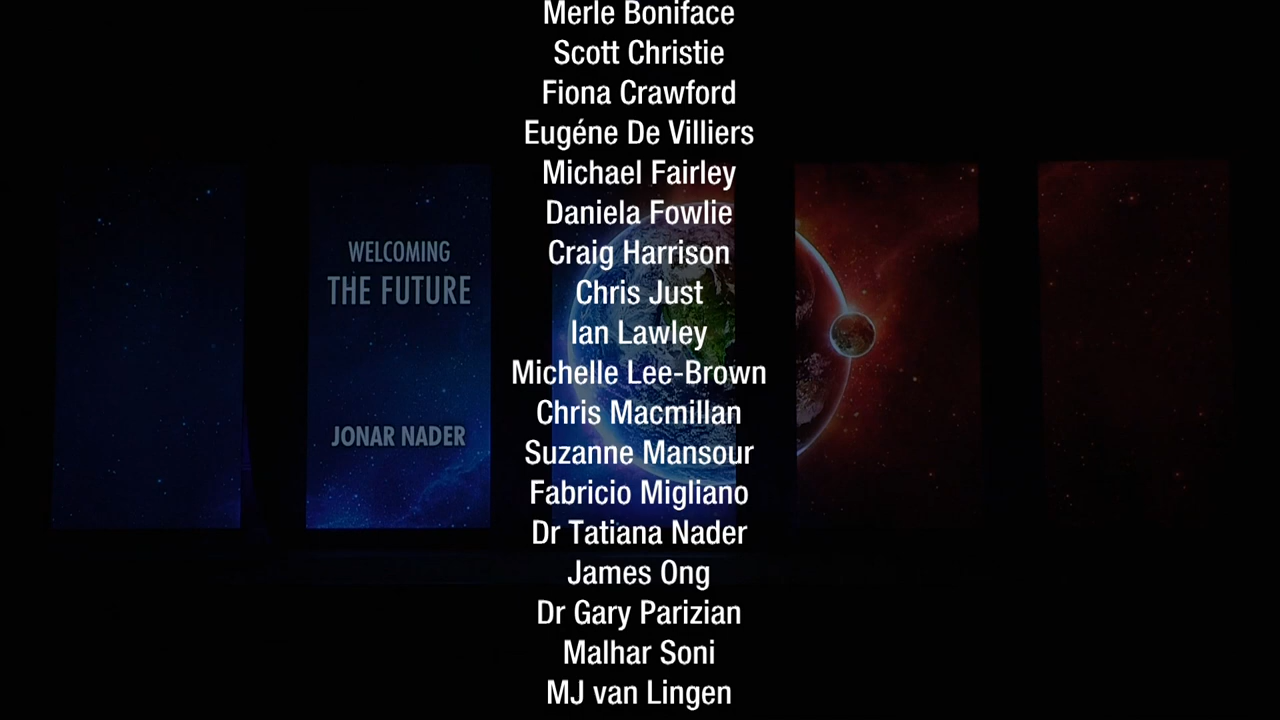 Merle Boniface
Scott Christie
Fiona Crawford
Eugéne De Villiers
Michael Fairley
Daniela Fowlie
Craig Harrison
Chris Just
Ian Lawley
Michelle Lee-Brown
Chris Macmillan
Suzanne Mansour
Fabricio Migliano
Dr Tatiana Nader
James Ong
Dr Gary Parizian
Malhar Soni
MJ van Lingen
WELCOMING
THE FUTURE
JONAR NADER